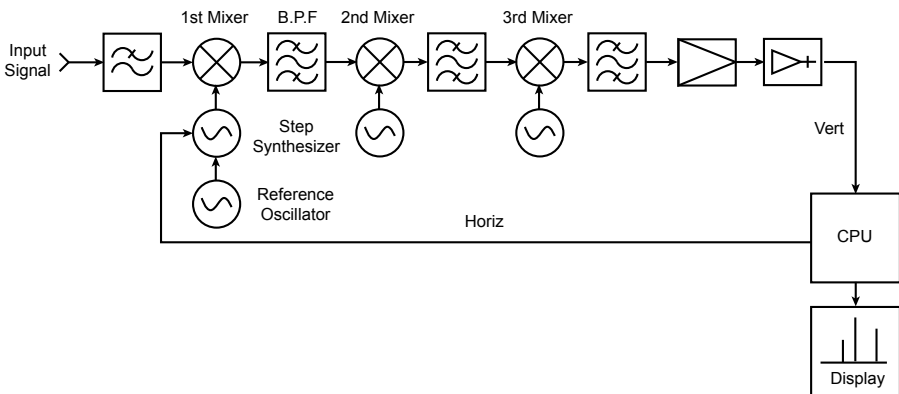 1st Mixer
B.P.F
2nd Mixer
3rd Mixer
Input
Signal
Step
Synthesizer
Vert
Reference
Oscillator
Horiz
CPU
Display